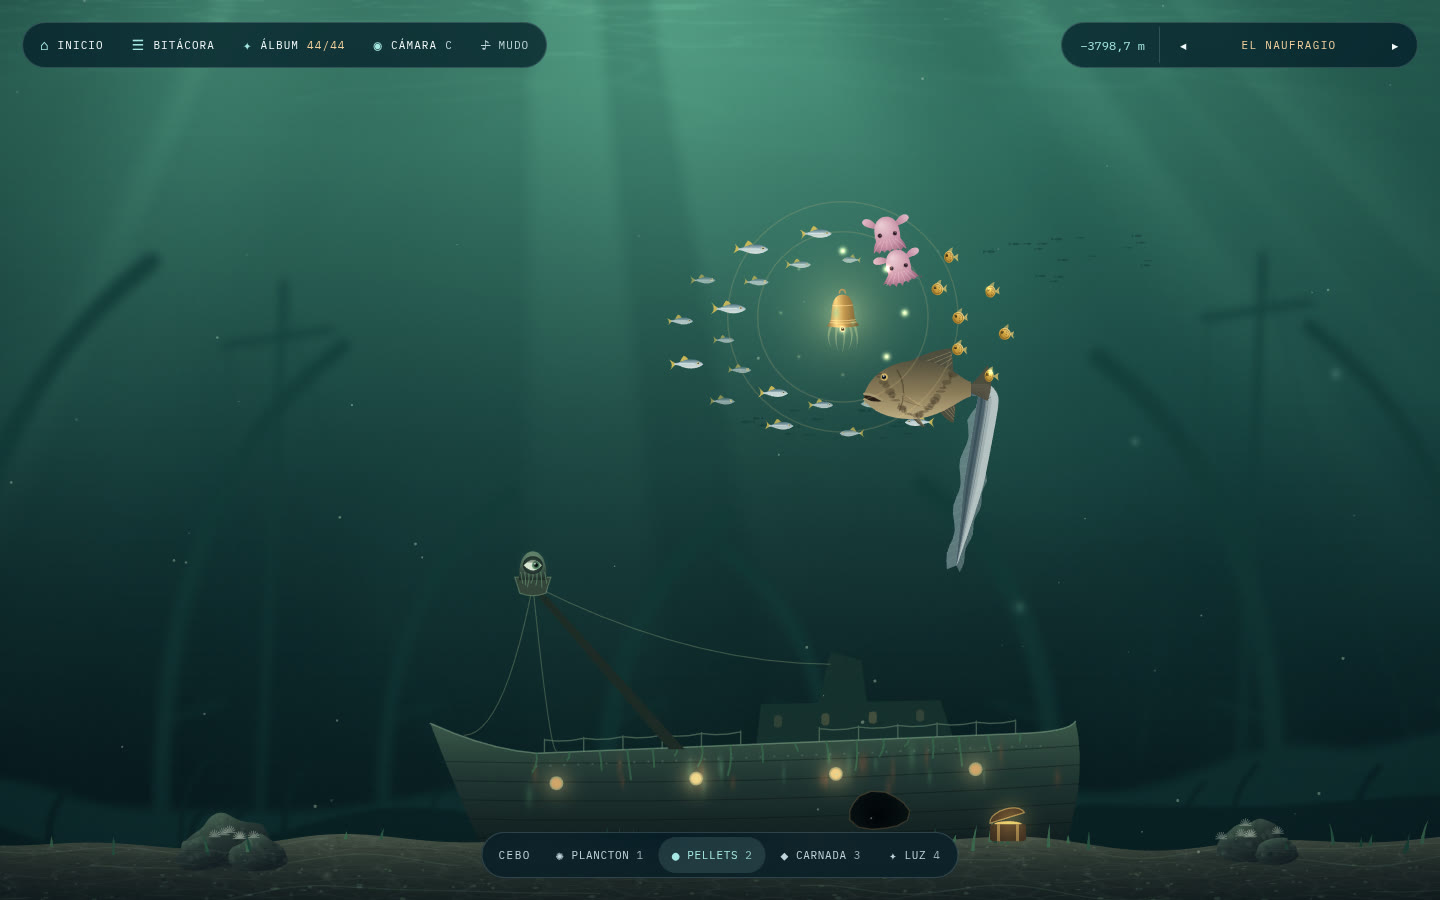 ⌂ INICIO ☰ BITÁCORA ✦ ÁLBUM 44/44 ◉ CÁMARA C MUDO
−3798,7 m ◀ EL NAUFRAGIO ▶
CEBO ✺ PLANCTON 1 ● PELLETS 2 ◆ CARNADA 3 ✦ LUZ 4